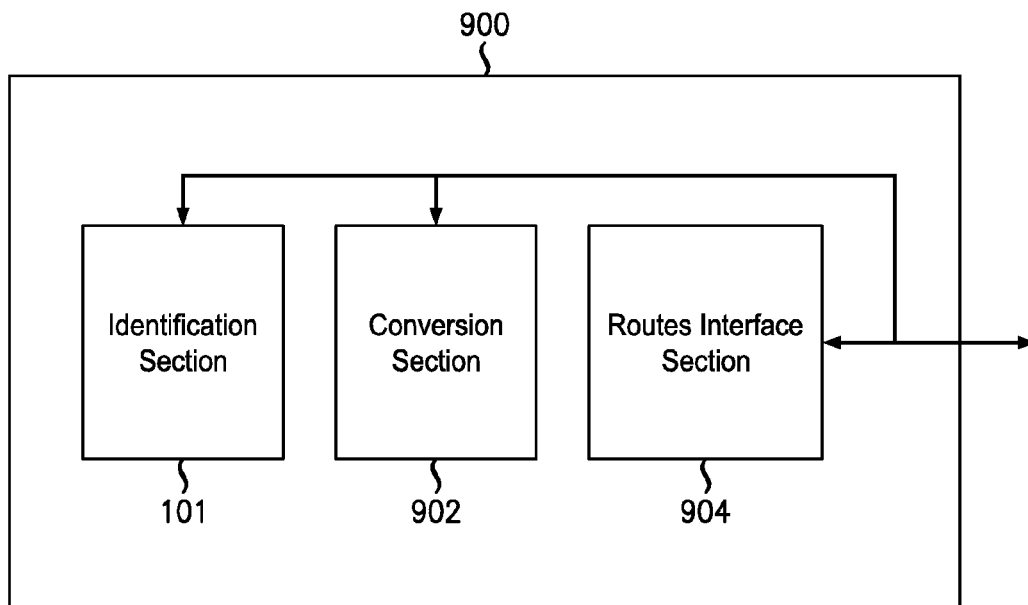 900
Identification
Section
Conversion
Section
Routes Interface
Section
101
902
904